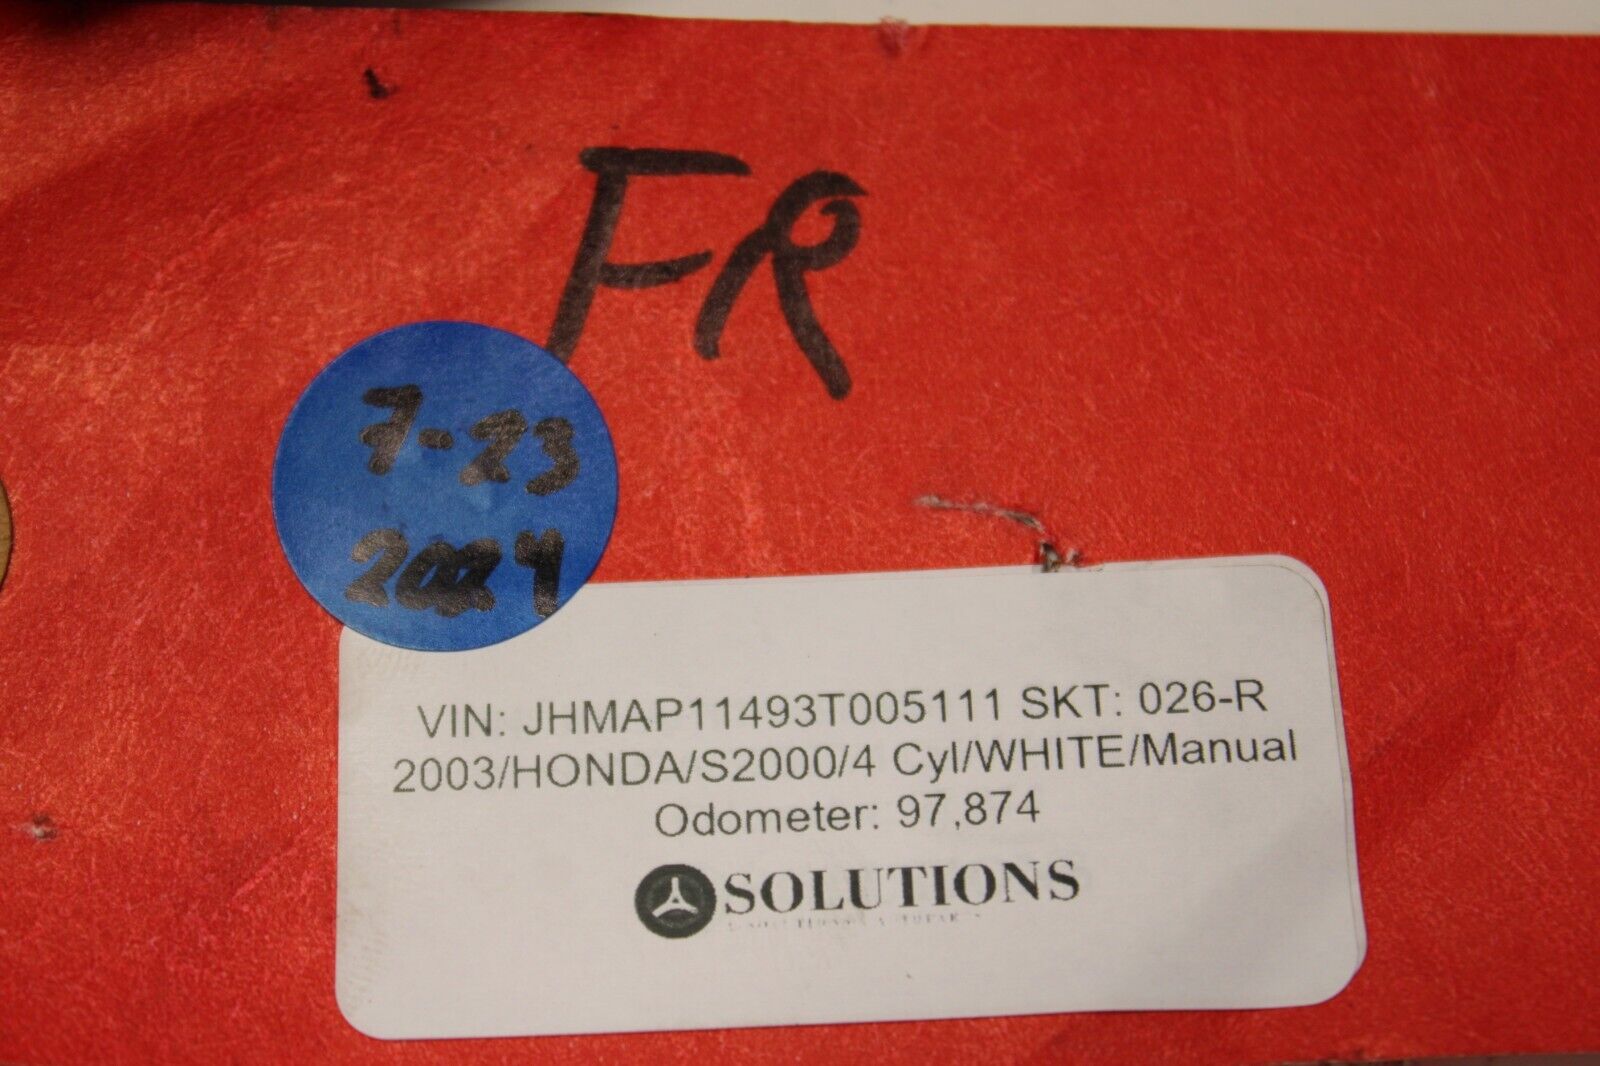 FR
7-23
2024
VIN: JHMAP11493T005111 SKT: 026-R
2003/HONDA/S2000/4 Cyl/WHITE/Manual
Odometer: 97,874
SOLUTIONS